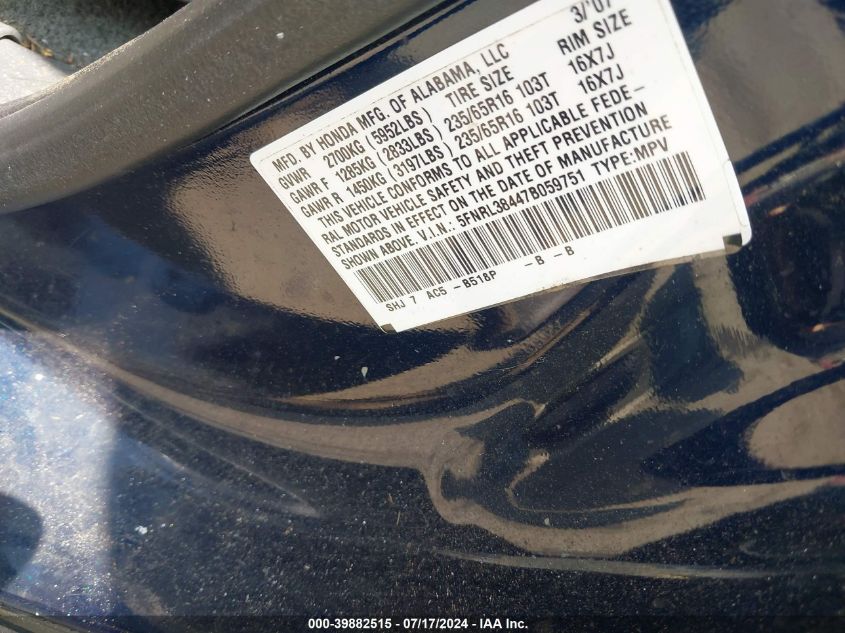 3/'07
MFD. BY HONDA MFG. OF ALABAMA, LLC
GVWR 2700KG (5952LBS) TIRE SIZE RIM SIZE
GAWR F 1285KG (2833LBS) 235/65R16 103T 16X7J
GAWR R 1450KG (3197LBS) 235/65R16 103T 16X7J
THIS VEHICLE CONFORMS TO ALL APPLICABLE FEDE-
RAL MOTOR VEHICLE SAFETY AND THEFT PREVENTION
STANDARDS IN EFFECT ON THE DATE OF MANUFACTURE
SHOWN ABOVE. V.I.N.: 5FNRL38447B059751 TYPE:MPV
SHJ 7 AC5 -B518P -B -B
000-39882515 - 07/17/2024 - IAA Inc.